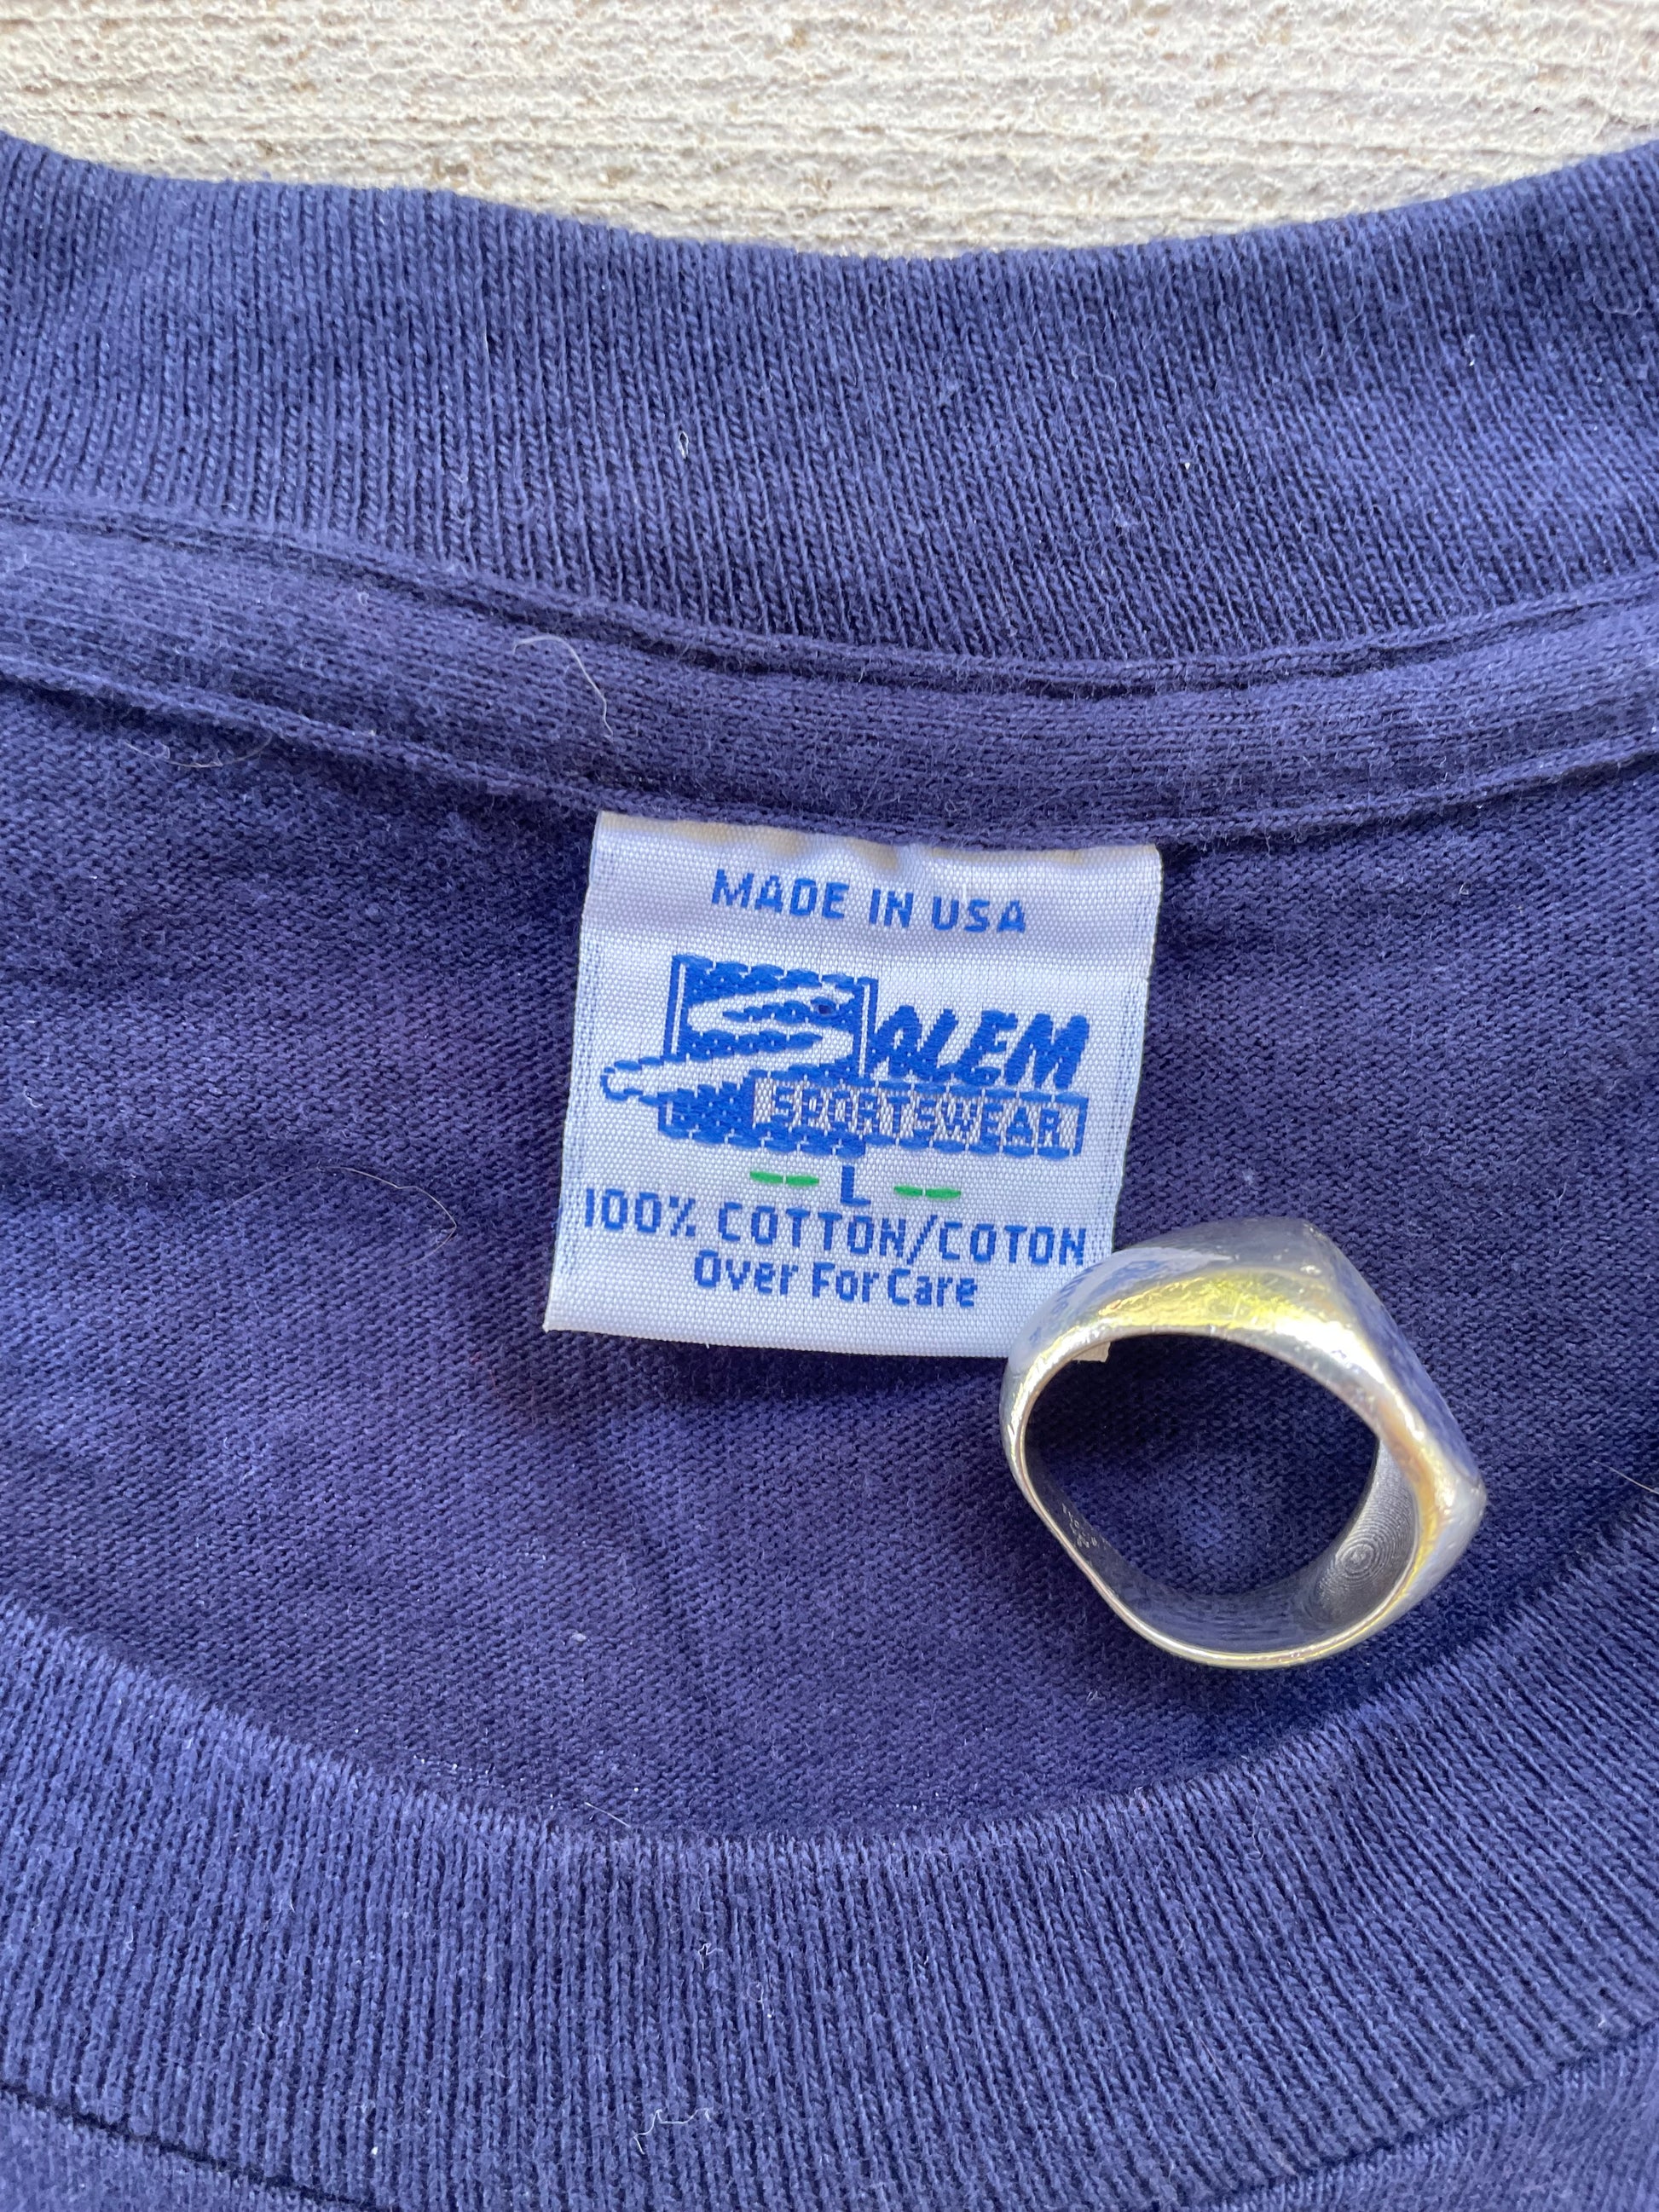 MADE IN USA
SALEM
SPORTSWEAR
L
100% COTTON/COTON
Over For Care